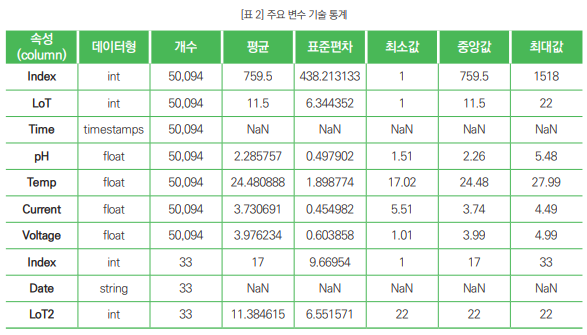 [표 2] 주요 변수 기술 통계
속성 (column) 데이터형 개수 평균 표준편차 최소값 중앙값 최대값
Index int 50,094 759.5 438.213133 1 759.5 1518
LoT int 50,094 11.5 6.344352 1 11.5 22
Time timestamps 50,094 NaN NaN NaN NaN NaN
pH float 50,094 2.285757 0.497902 1.51 2.26 5.48
Temp float 50,094 24.480888 1.898774 17.02 24.48 27.99
Current float 50,094 3.730691 0.454982 5.51 3.74 4.49
Voltage float 50,094 3.976234 0.603858 1.01 3.99 4.99
Index int 33 17 9.66954 1 17 33
Date string 33 NaN NaN NaN NaN NaN
LoT2 int 33 11.384615 6.551571 22 22 22